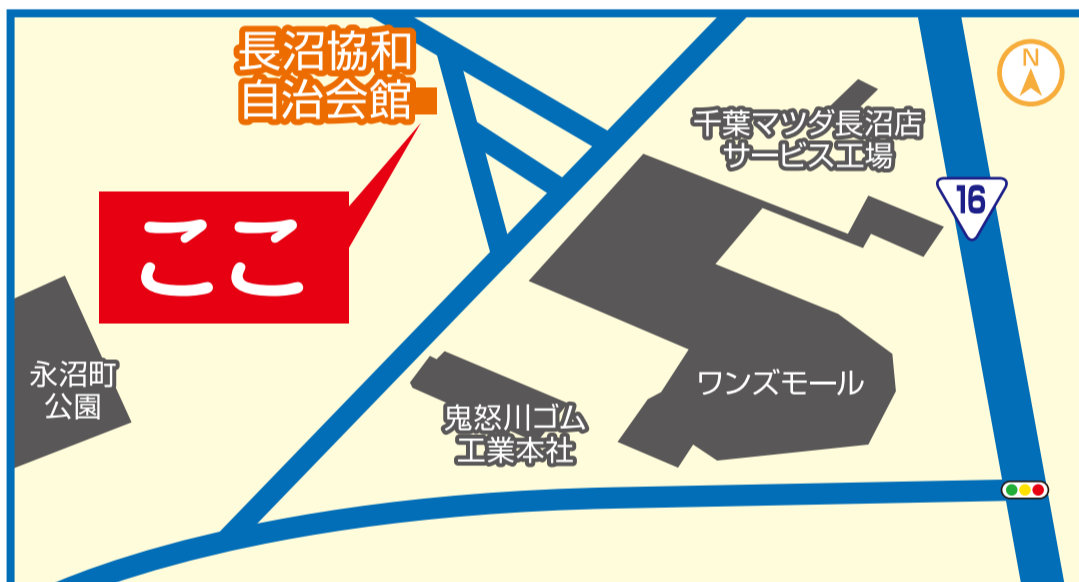 長沼協和
自治会館
N
千葉マツダ長沼店
サービス工場
16
ここ
永沼町
公園
ワンズモール
鬼怒川ゴム
工業本社